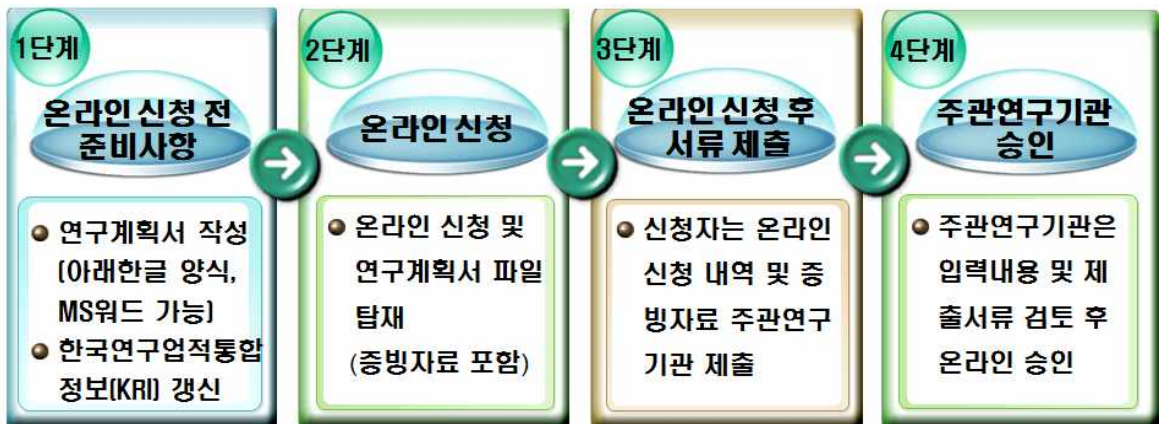 1단계
온라인 신청 전
준비사항
연구계획서 작성
(아래한글 양식,
MS워드 가능)
한국연구업적통합
정보(KRI) 갱신
2단계
온라인 신청
온라인 신청 및
연구계획서 파일
탑재
(증빙자료 포함)
3단계
온라인 신청 후
서류 제출
신청자는 온라인
신청 내역 및 증
빙자료 주관연구
기관 제출
4단계
주관연구기관
승인
주관연구기관은
입력내용 및 제
출서류 검토 후
온라인 승인